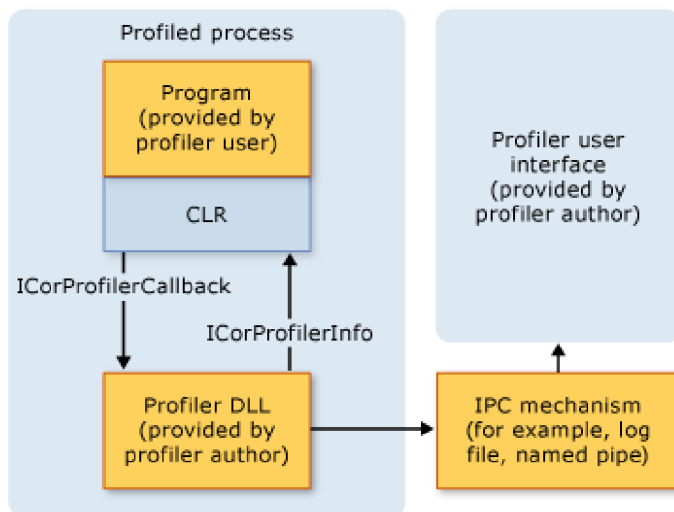 Profiled process
Program
(provided by
profiler user)
CLR
ICorProfilerCallback
ICorProfilerInfo
Profiler DLL
(provided by
profiler author)
Profiler user
interface
(provided by
profiler author)
IPC mechanism
(for example, log
file, named pipe)